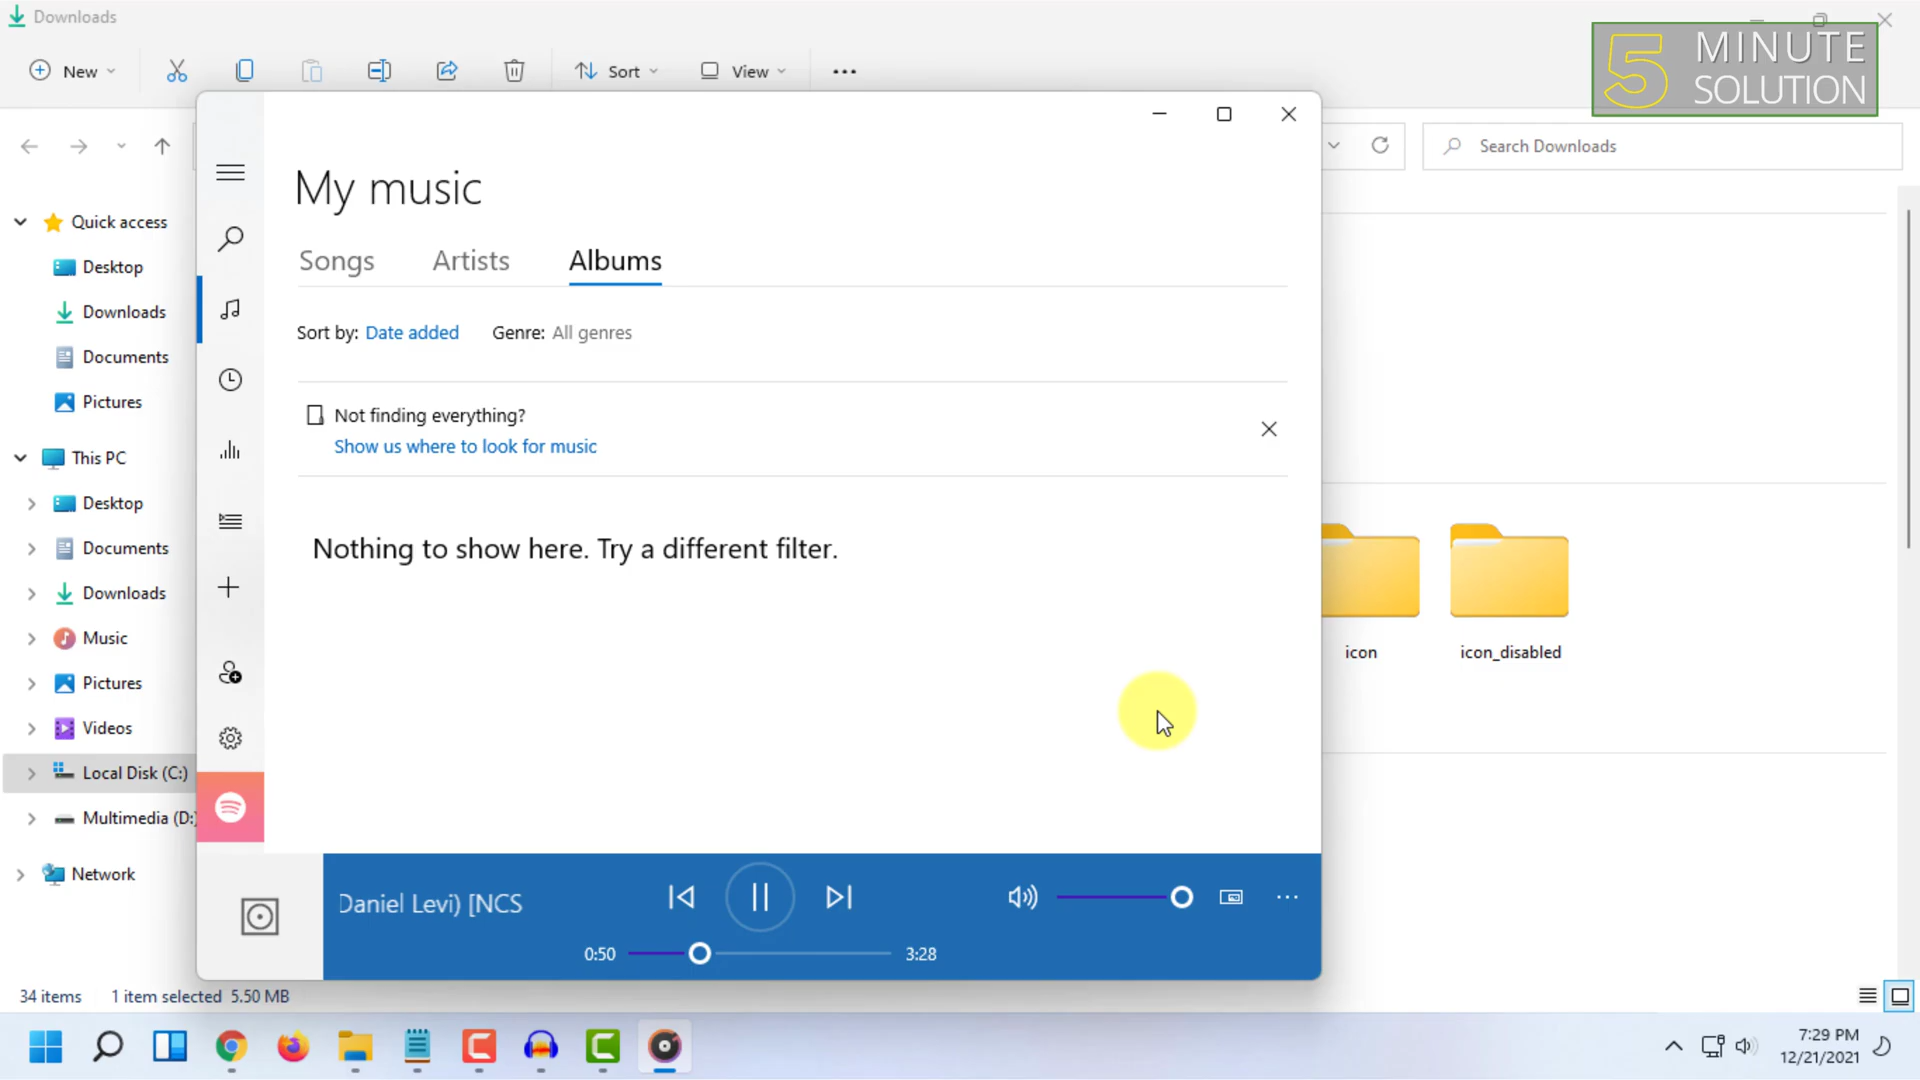 Downloads
New
Sort
View
5 MINUTE
SOLUTION
Search Downloads
My music
Songs Artists Albums
Sort by: Date added Genre: All genres
Not finding everything?
Show us where to look for music
Nothing to show here. Try a different filter.
Quick access
Desktop
Downloads
Documents
Pictures
This PC
Desktop
Documents
Downloads
Music
Pictures
Videos
Local Disk (C:)
Multimedia (D:)
Network
icon
icon_disabled
Daniel Levi) [NCS
0:50
3:28
34 items 1 item selected 5.50 MB
7:29 PM
12/21/2021